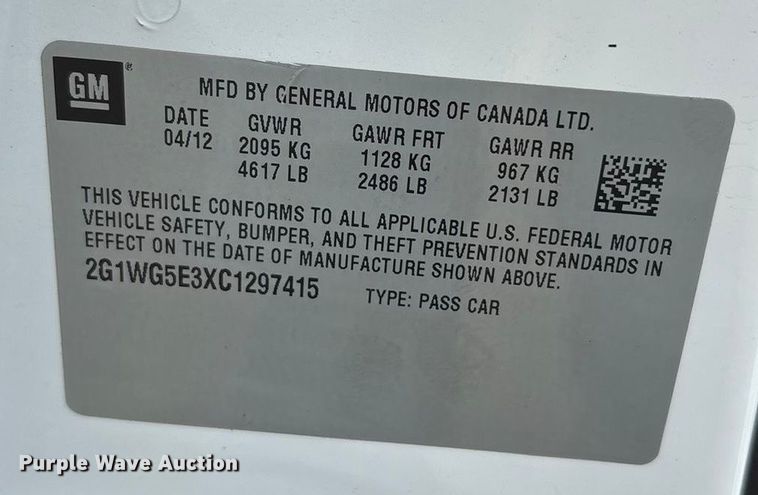 GM®
MFD BY GENERAL MOTORS OF CANADA LTD.
DATE GVWR GAWR FRT GAWR RR
04/12 2095 KG 1128 KG 967 KG
4617 LB 2486 LB 2131 LB
THIS VEHICLE CONFORMS TO ALL APPLICABLE U.S. FEDERAL MOTOR
VEHICLE SAFETY, BUMPER, AND THEFT PREVENTION STANDARDS IN
EFFECT ON THE DATE OF MANUFACTURE SHOWN ABOVE.
2G1WG5E3XC1297415 TYPE: PASS CAR
Purple Wave Auction